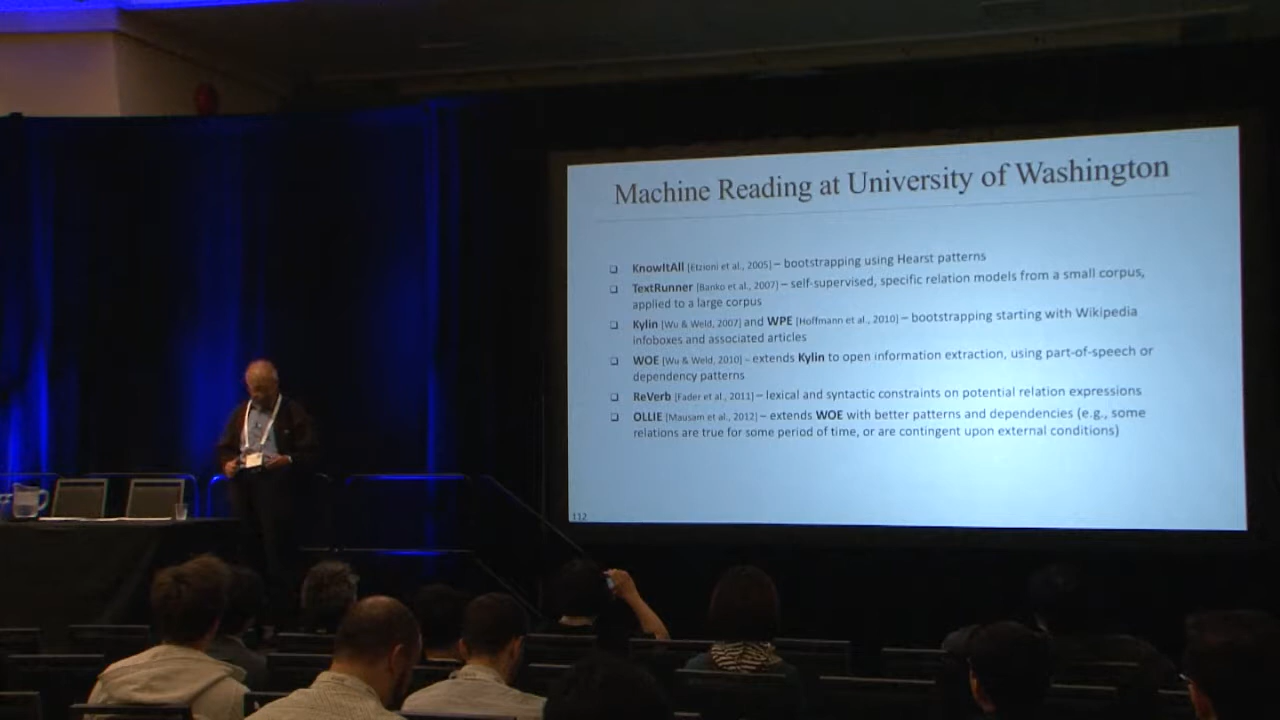 Machine Reading at University of Washington
❑ KnowItAll [Etzioni et al., 2005] – bootstrapping using Hearst patterns
❑ TextRunner [Banko et al., 2007] – self-supervised, specific relation models from a small corpus,
applied to a large corpus
❑ Kylin [Wu & Weld, 2007] and WPE [Hoffmann et al., 2010] – bootstrapping starting with Wikipedia
infoboxes and associated articles
❑ WOE [Wu & Weld, 2010] – extends Kylin to open information extraction, using part-of-speech or
dependency patterns
❑ ReVerb [Fader et al., 2011] – lexical and syntactic constraints on potential relation expressions
❑ OLLIE [Mausam et al., 2012] – extends WOE with better patterns and dependencies (e.g., some
relations are true for some period of time, or are contingent upon external conditions)
112